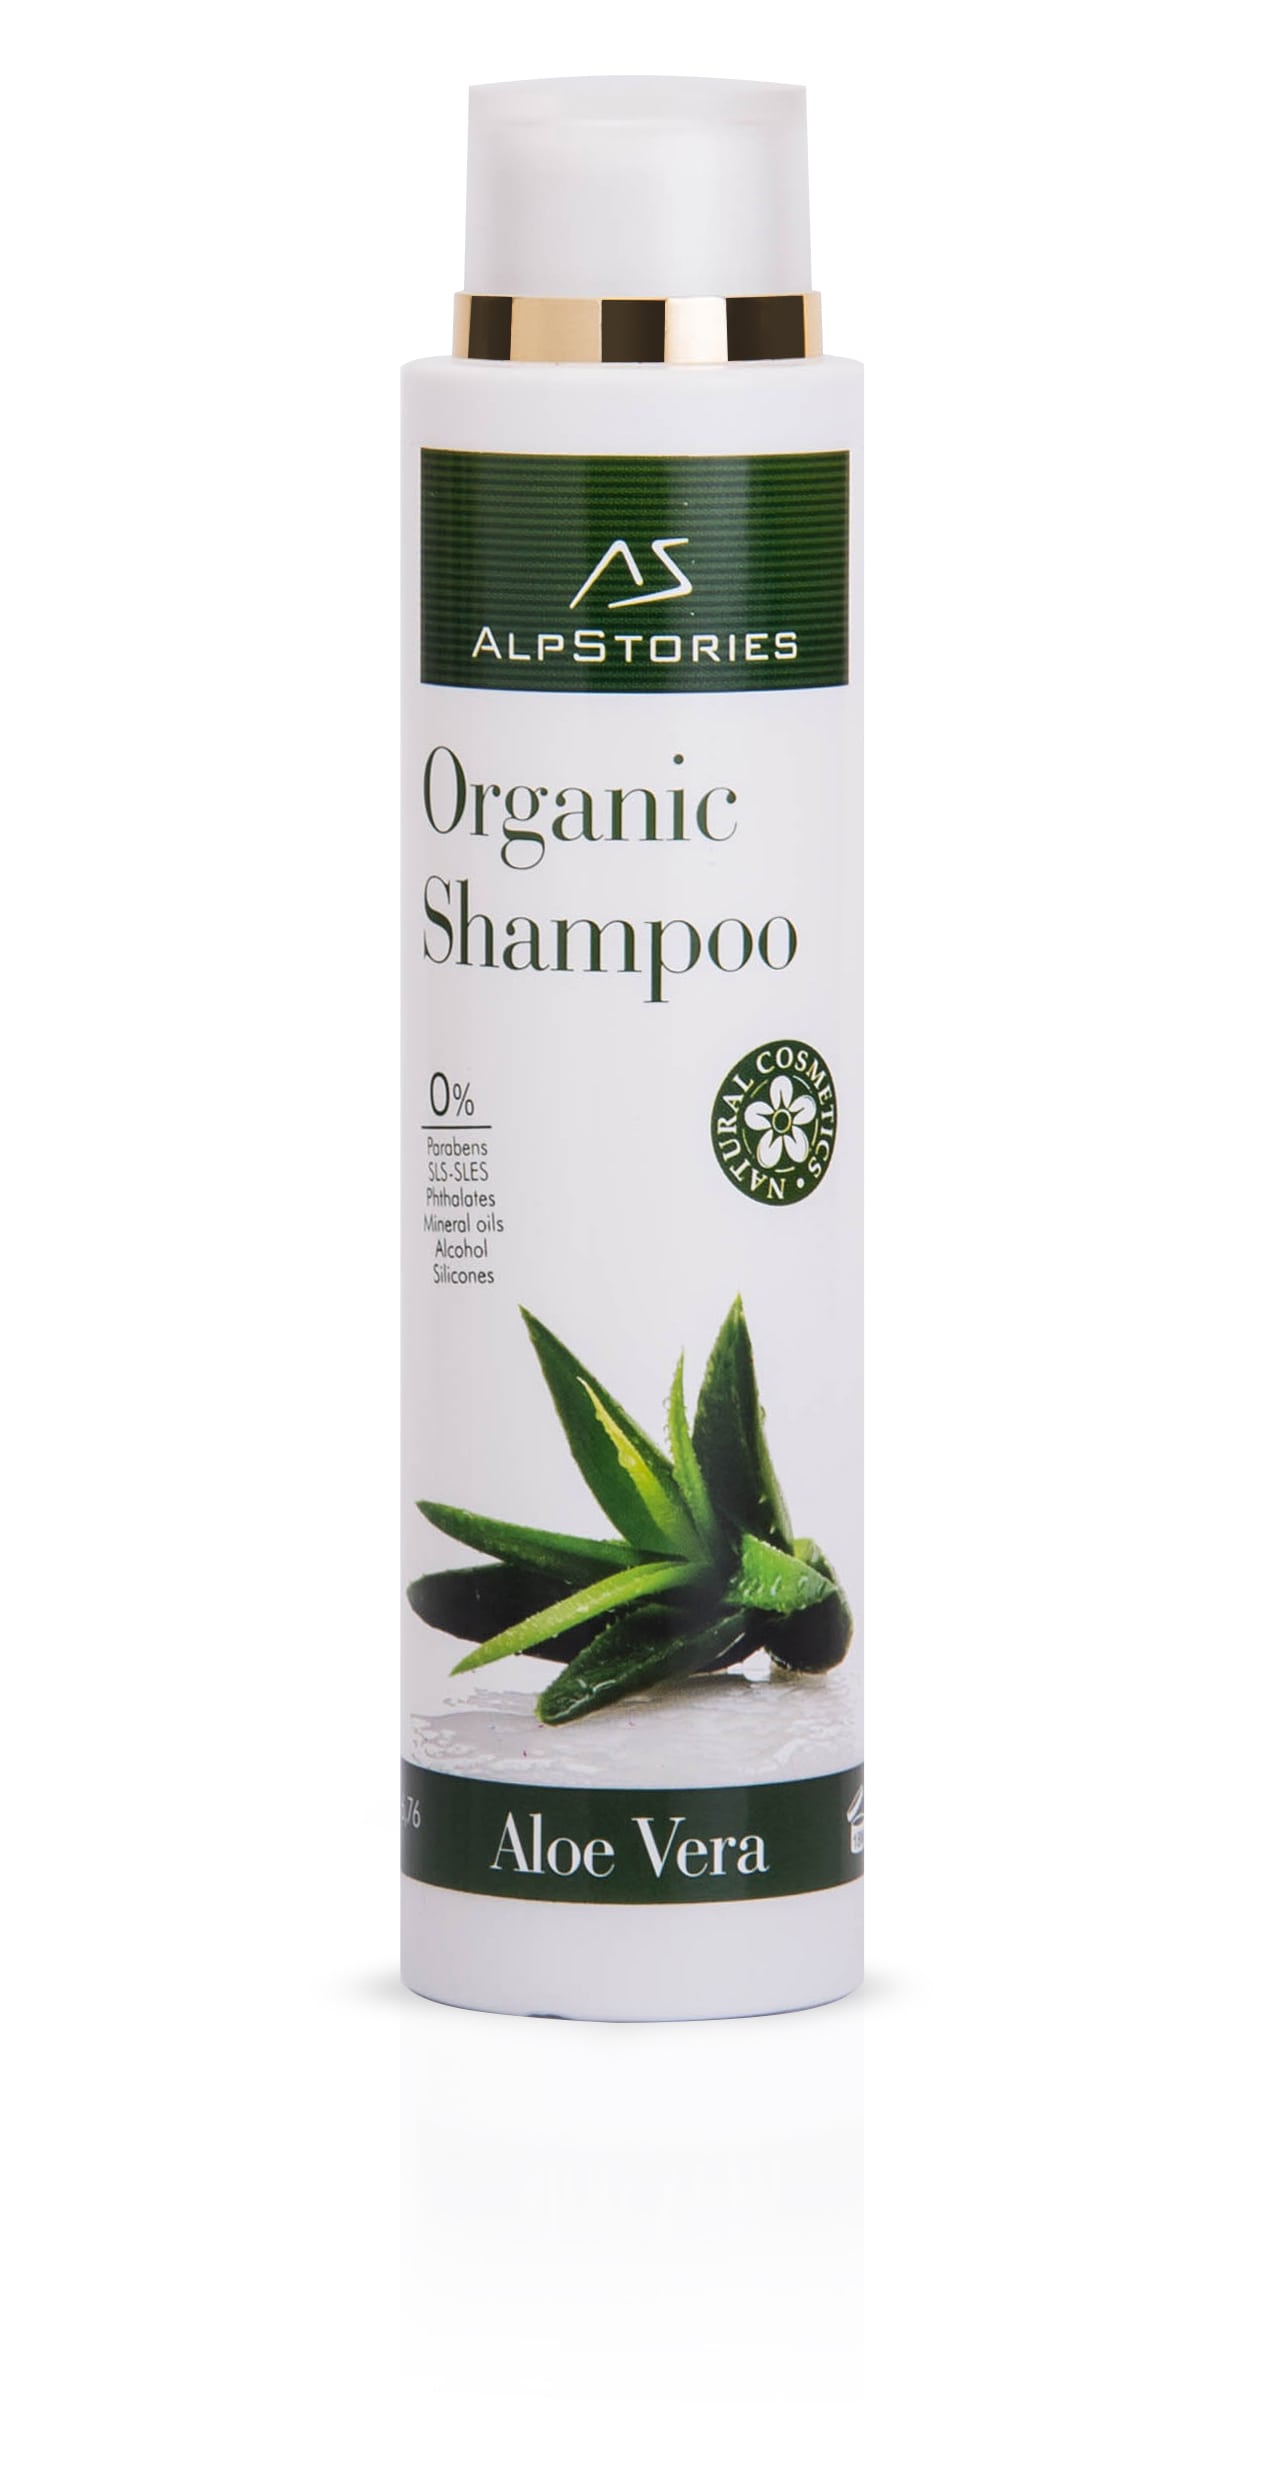 AS
ALPSTORIES
Organic
Shampoo
0%
Parabens
SLS-SLES
Phthalates
Mineral oils
Alcohol
Silicones
NATURAL COSMETICS •
Aloe Vera